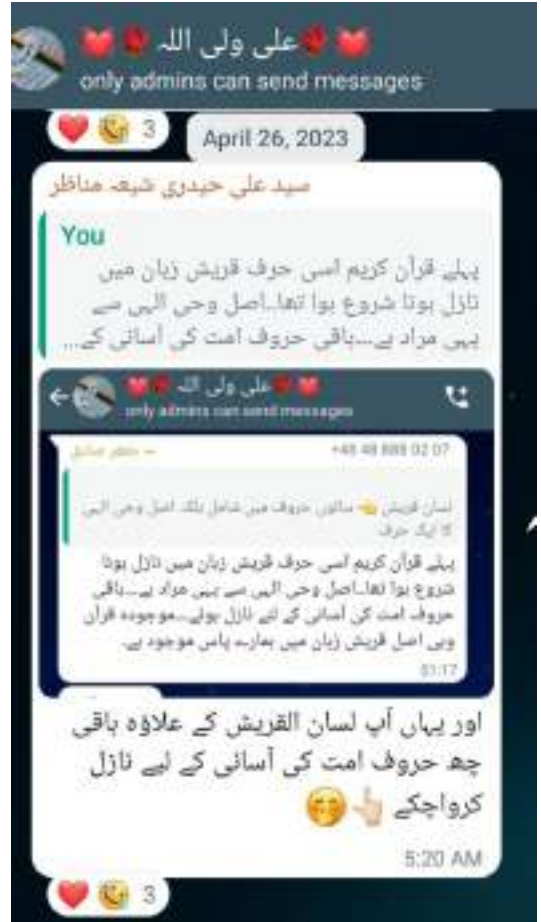 ❤️🌹علی ولی اللہ 🌹❤️
only admins can send messages
❤️ 3
April 26, 2023
سید علی حیدری شیعہ مناظر
You
پہلے قرآن کریم اسی حرف قریش زبان میں
نازل ہونا شروع ہوا تھا..اصل وحی الہی سے
یہی مراد ہے...باقی حروف امت کی آسانی کے...
❤️🌹علی ولی اللہ 🌹❤️
only admins can send messages
لسان قریش 👈 ساتوں حروف میں شامل بلکہ اصل وحی الہی
کا ایک حرف
پہلے قرآن کریم اسی حرف قریش زبان میں نازل ہونا
شروع ہوا تھا..اصل وحی الہی سے یہی مراد ہے...باقی
حروف امت کی آسانی کے لئے نازل ہوئے...موجودہ قرآن
وہی اصل قریش زبان میں ہمارے پاس موجود ہے.
01:17
اور یہاں آپ لسان القریش کے علاؤہ باقی
چھ حروف امت کی آسانی کے لیے نازل
کرواچکے 👆🏻🤭
5:20 AM
❤️ 3